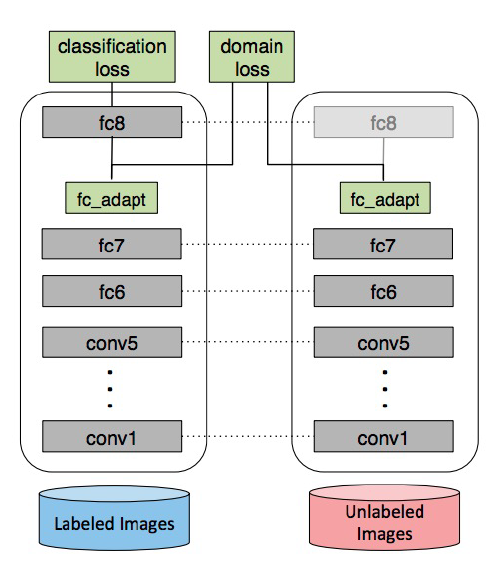 classification
loss
domain
loss
fc8
fc_adapt
fc7
fc6
conv5
conv1
Labeled Images
fc8
fc_adapt
fc7
fc6
conv5
conv1
Unlabeled
Images